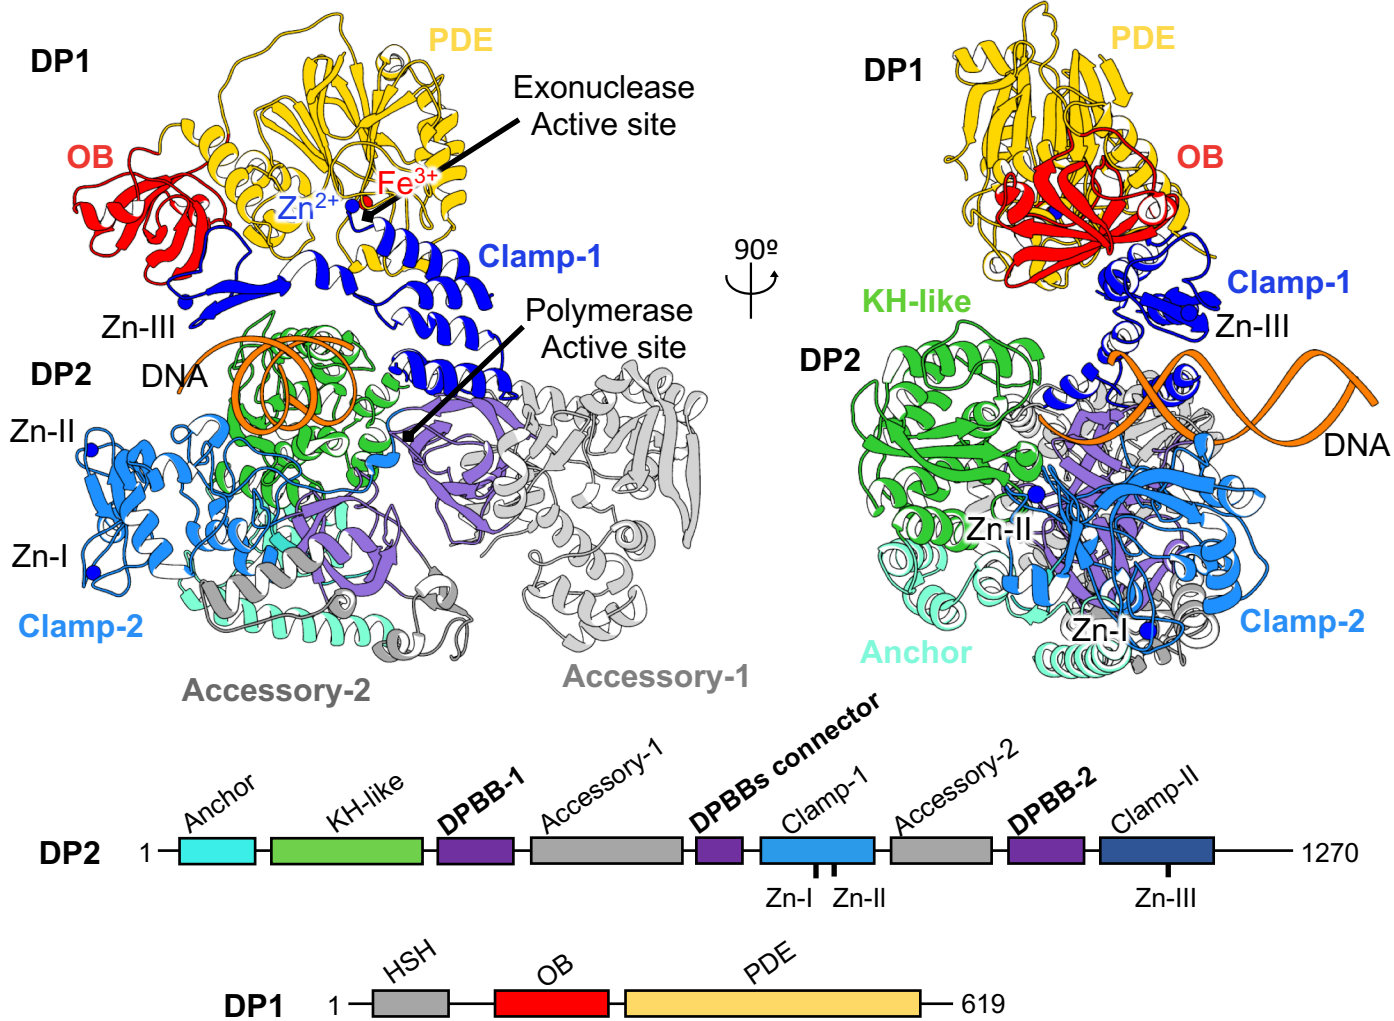 DP1
PDE
Exonuclease
Active site
OB
Fe3+
Zn2+
Clamp-1
Zn-III
Polymerase
Active site
DP2
DNA
Zn-II
Zn-I
Clamp-2
Accessory-2
Accessory-1
90º
DP1
PDE
OB
Clamp-1
KH-like
Zn-III
DP2
DNA
Zn-II
Zn-I
Clamp-2
Anchor
Anchor
KH-like
DPBB-1
Accessory-1
DPBBs connector
Clamp-1
Accessory-2
DPBB-2
Clamp-II
DP2 1 1270
Zn-I Zn-II Zn-III
HSH OB PDE
DP1 1 619